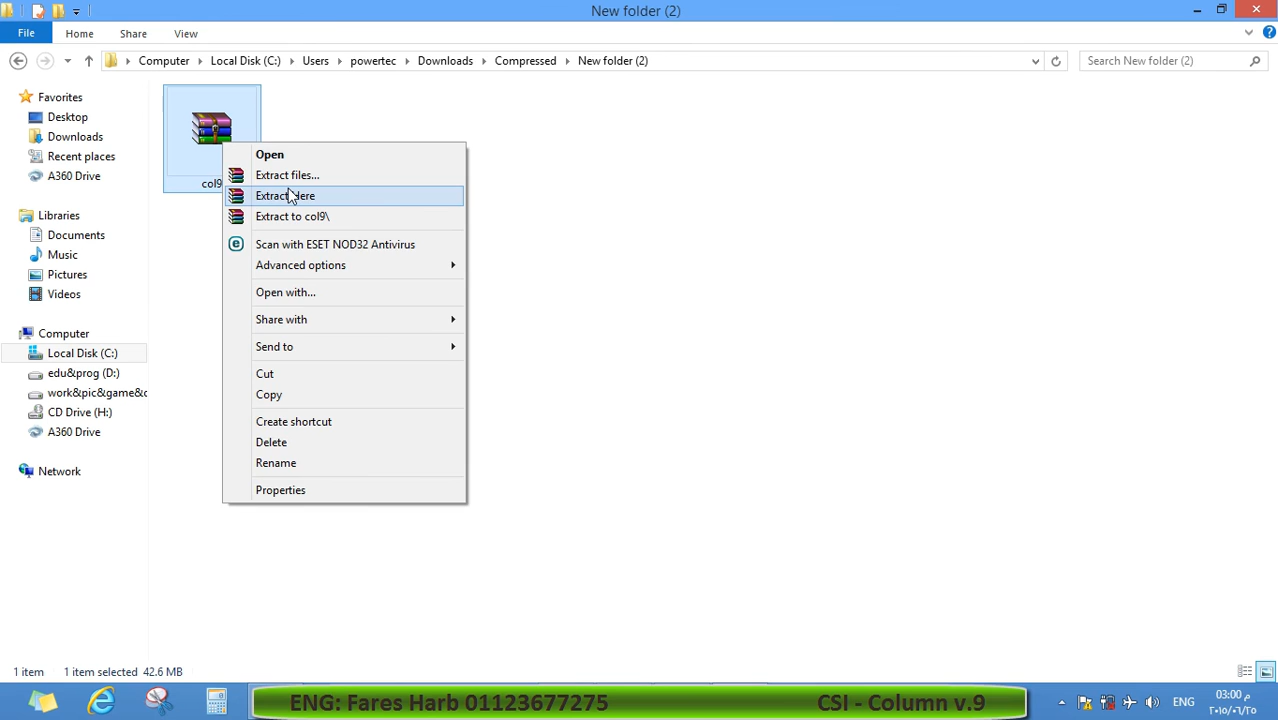 New folder (2)
File
Home
Share
View
Computer
Local Disk (C:)
Users
powertec
Downloads
Compressed
New folder (2)
Search New folder (2)
Favorites
Desktop
Downloads
Recent places
A360 Drive
Libraries
Documents
Music
Pictures
Videos
Computer
Local Disk (C:)
edu&prog (D:)
work&pic&game&c
CD Drive (H:)
A360 Drive
Network
col9
Open
Extract files...
Extract Here
Extract to col9\
Scan with ESET NOD32 Antivirus
Advanced options
Open with...
Share with
Send to
Cut
Copy
Create shortcut
Delete
Rename
Properties
1 item
1 item selected 42.6 MB
ENG: Fares Harb 01123677275
CSI - Column v.9
ENG
03:00 م
٢٠١٥/٠٦/٢٥